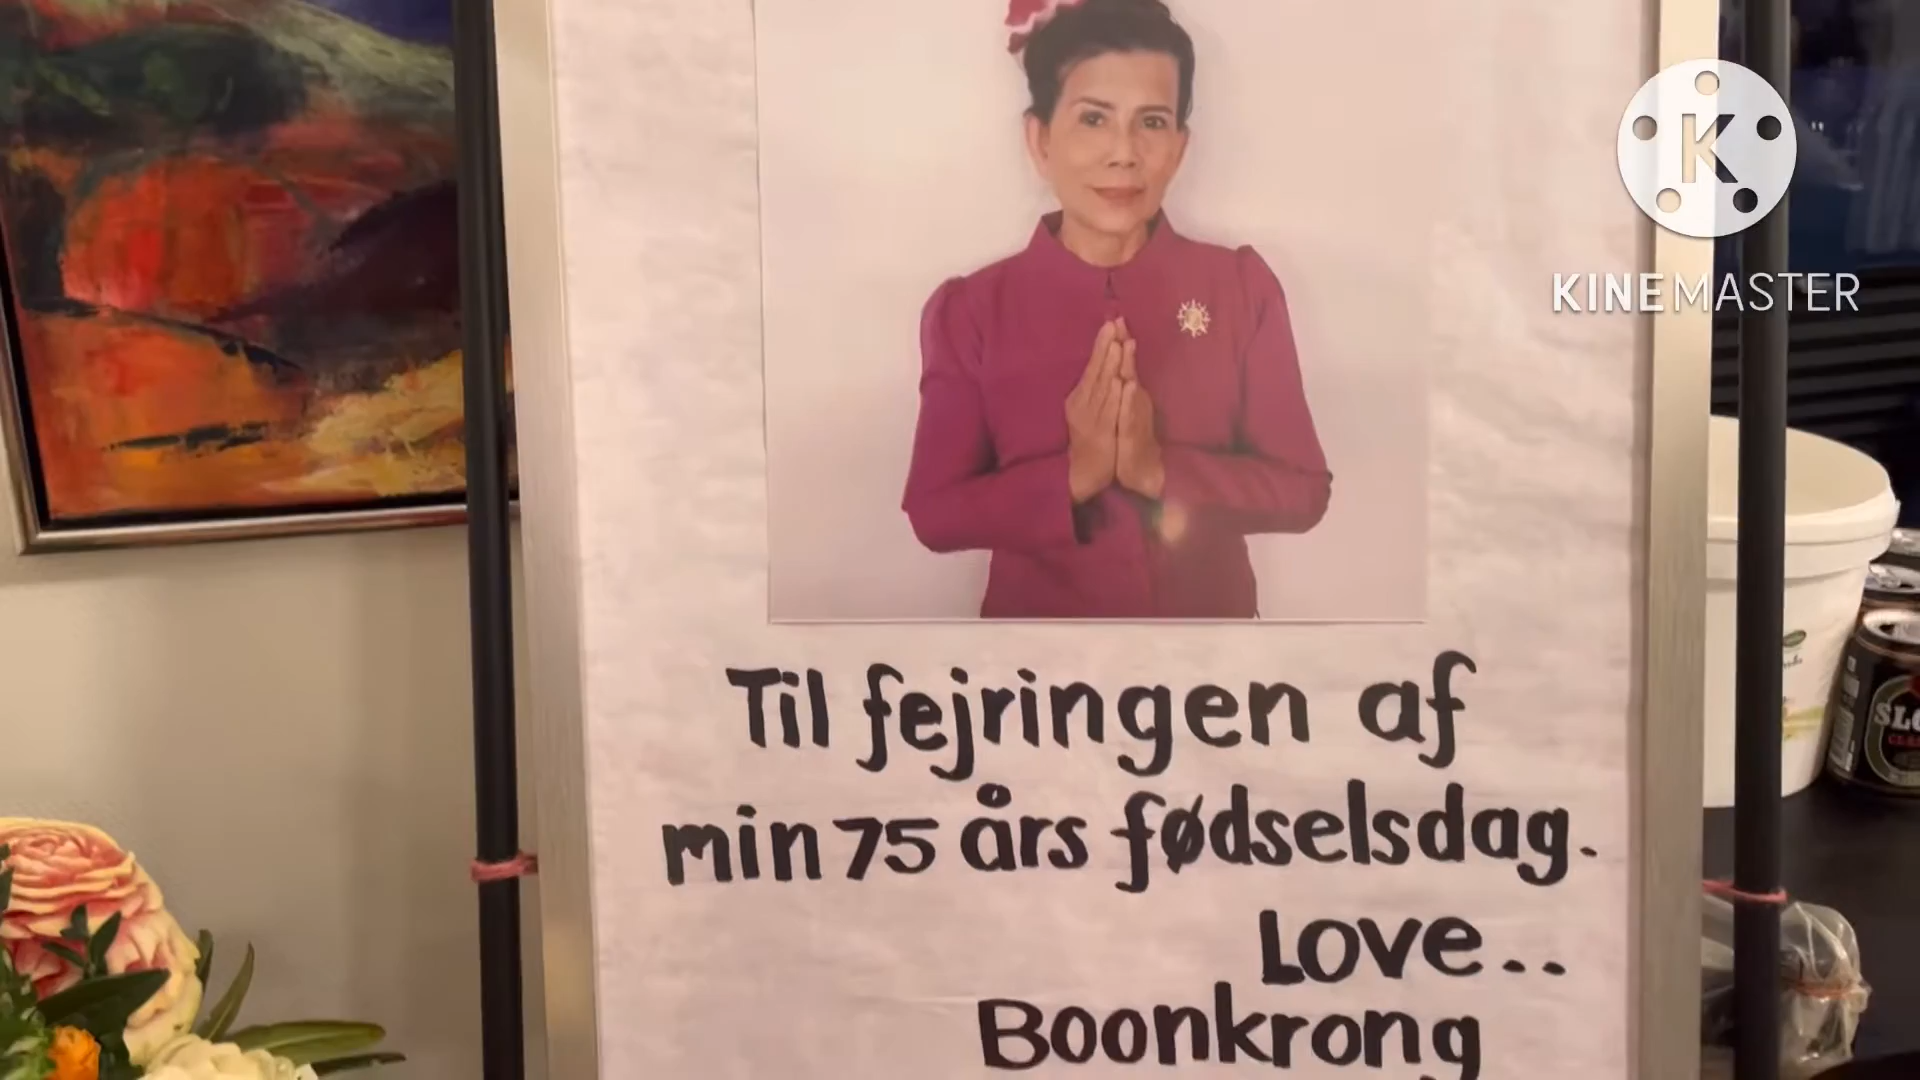 K
KINEMASTER
Til fejringen af
min 75 års fødselsdag.
Love..
Boonkrong